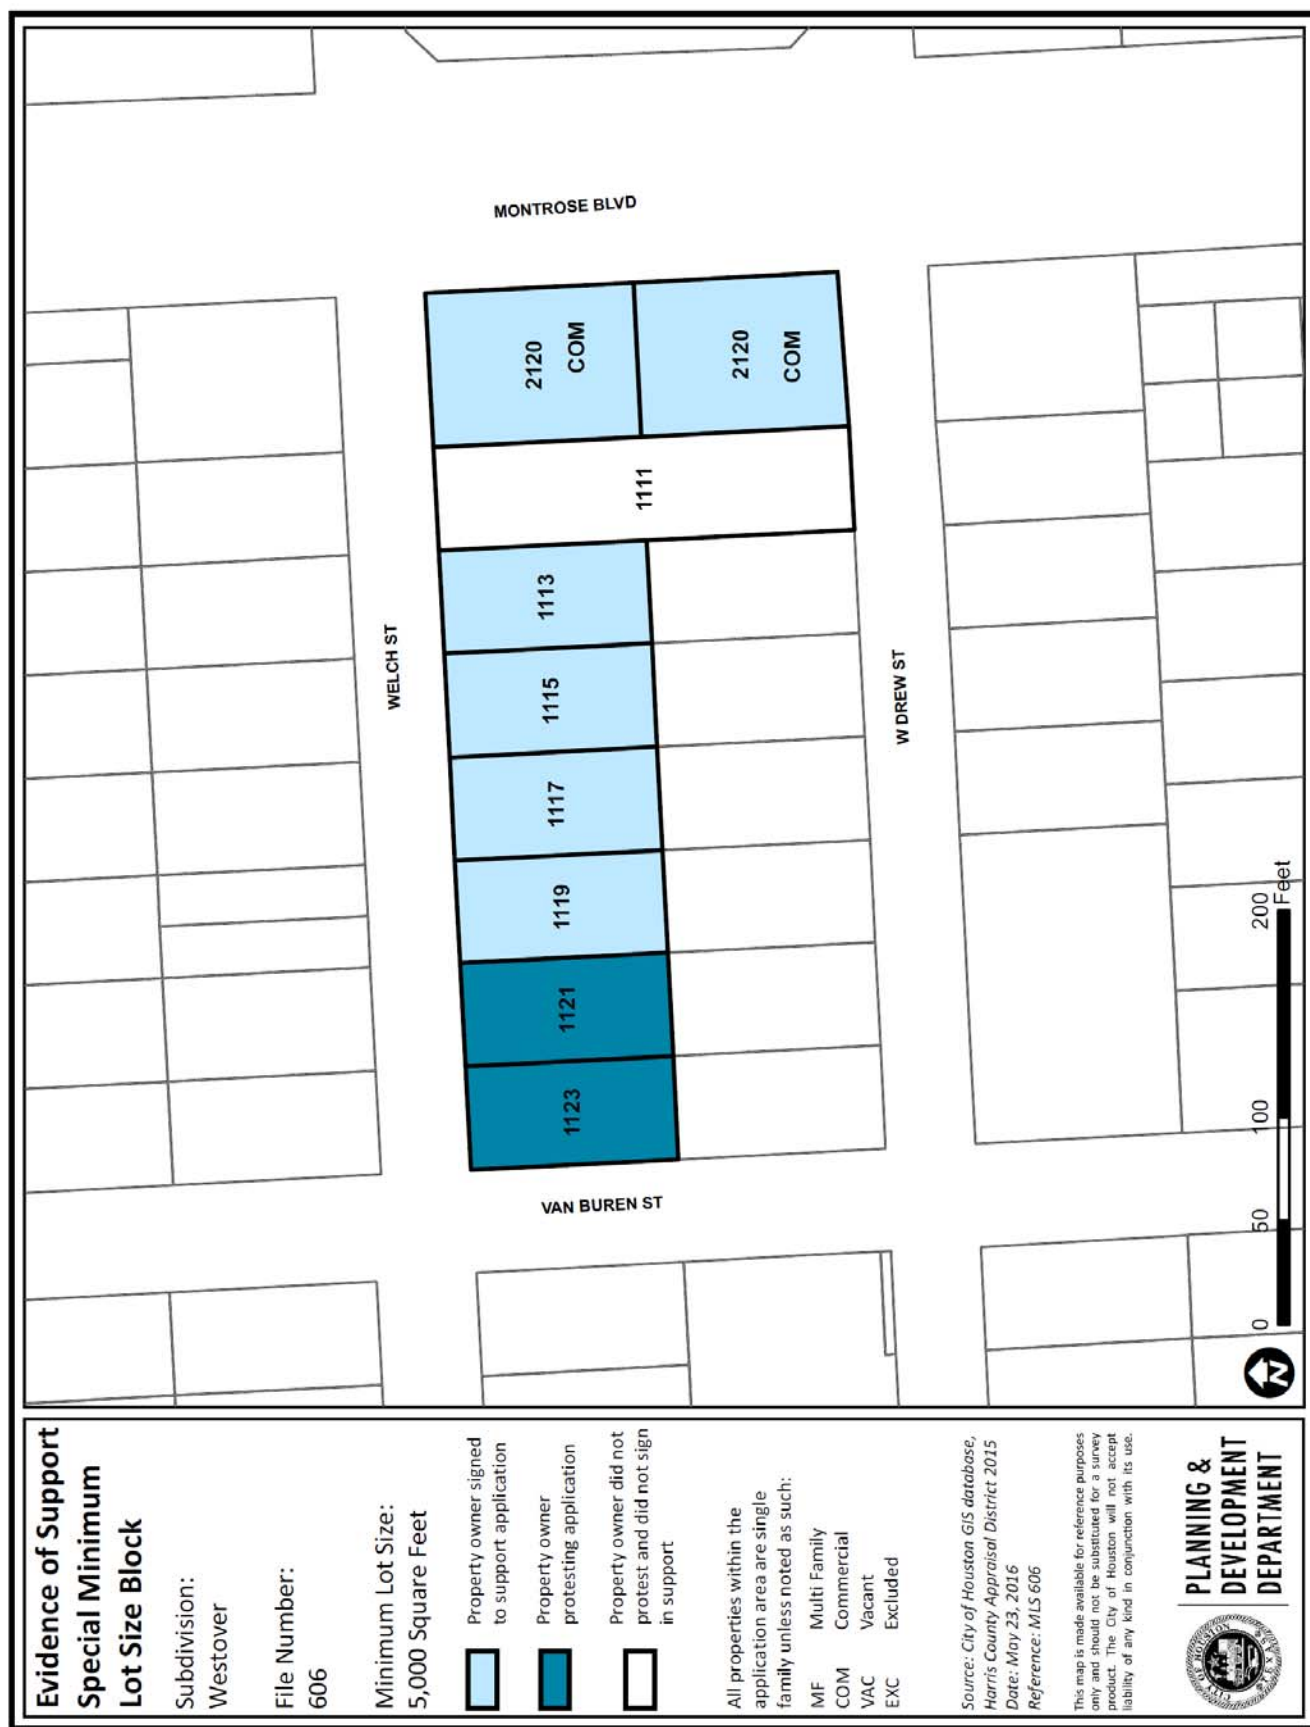 Evidence of Support
Special Minimum
Lot Size Block
Subdivision:
Westover
File Number:
606
Minimum Lot Size:
5,000 Square Feet
Property owner signed
to support application
Property owner
protesting application
Property owner did not
protest and did not sign
in support
All properties within the
application area are single
family unless noted as such:
MF Multi Family
COM Commercial
VAC Vacant
EXC Excluded
Source: City of Houston GIS database,
Harris County Appraisal District 2015
Date: May 23, 2016
Reference: MLS 606
This map is made available for reference purposes
only and should not be substituted for a survey
product. The City of Houston will not accept
liability of any kind in conjunction with its use.
CITY OF HOUSTON
TEXAS
PLANNING &
DEVELOPMENT
DEPARTMENT
WELCH ST
VAN BUREN ST
MONTROSE BLVD
W DREW ST
1123
1121
1119
1117
1115
1113
1111
2120
COM
2120
COM
N
0 50 100 200
Feet